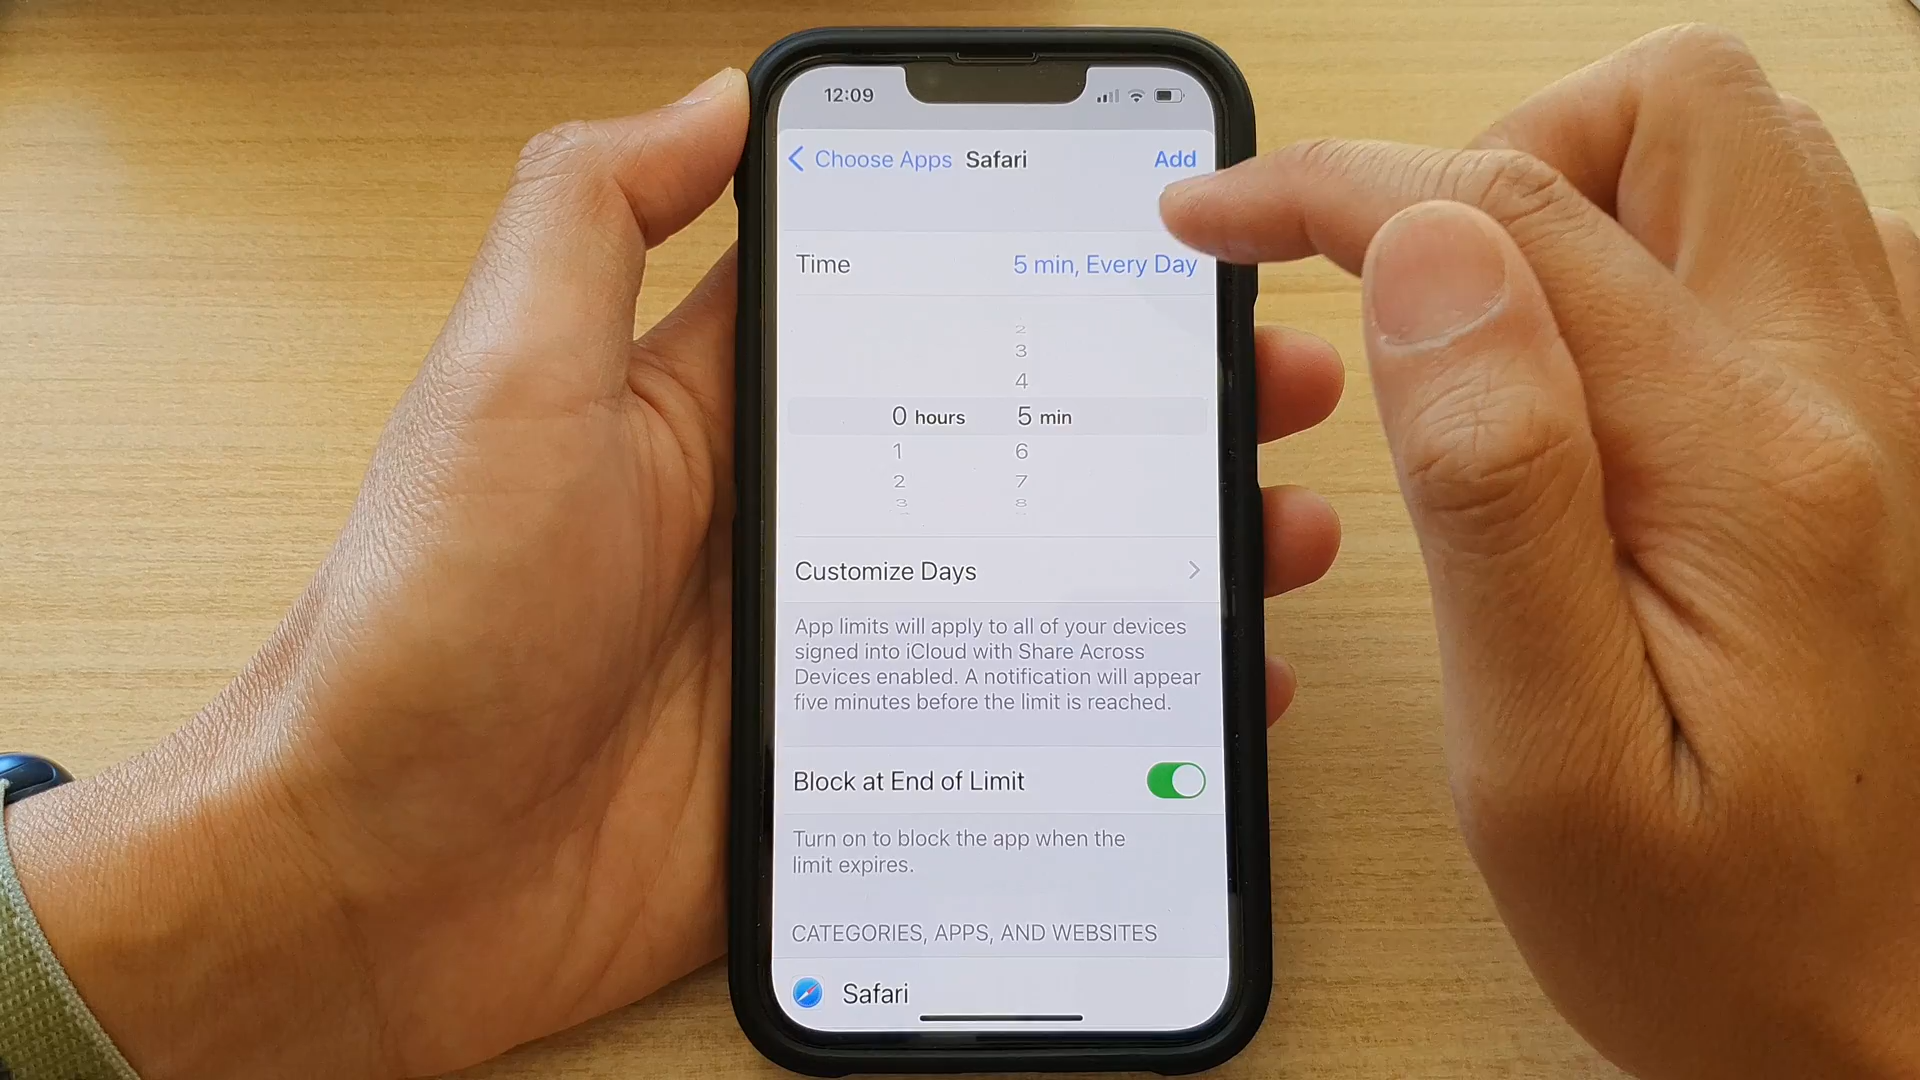 12:09
Choose Apps Safari Add
Time 5 min, Every Day
2
3
4
0 hours 5 min
1 6
2 7
3 8
Customize Days
App limits will apply to all of your devices
signed into iCloud with Share Across
Devices enabled. A notification will appear
five minutes before the limit is reached.
Block at End of Limit
Turn on to block the app when the
limit expires.
CATEGORIES, APPS, AND WEBSITES
Safari